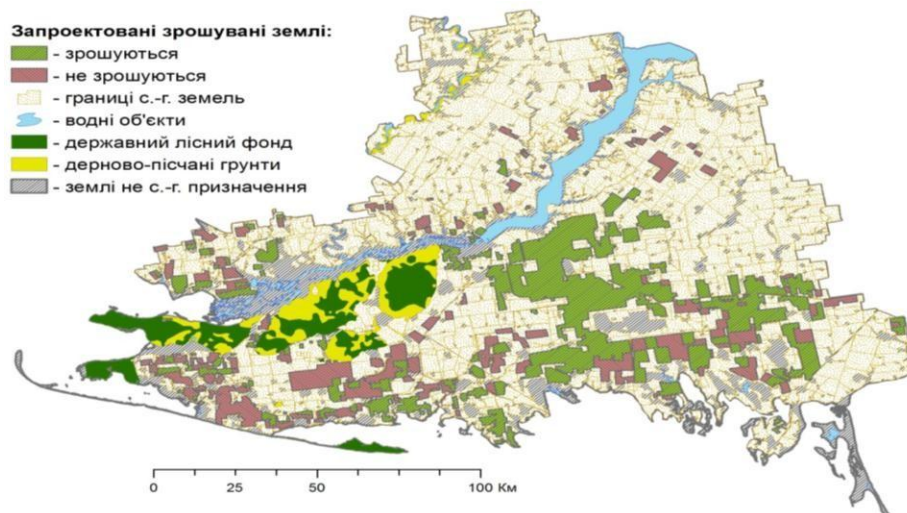 Запроектовані зрошувані землі:
- зрошуються
- не зрошуються
- границі с.-г. земель
- водні об'єкти
- державний лісний фонд
- дерново-пісчані грунти
- землі не с.-г. призначення
0 25 50 100 Км